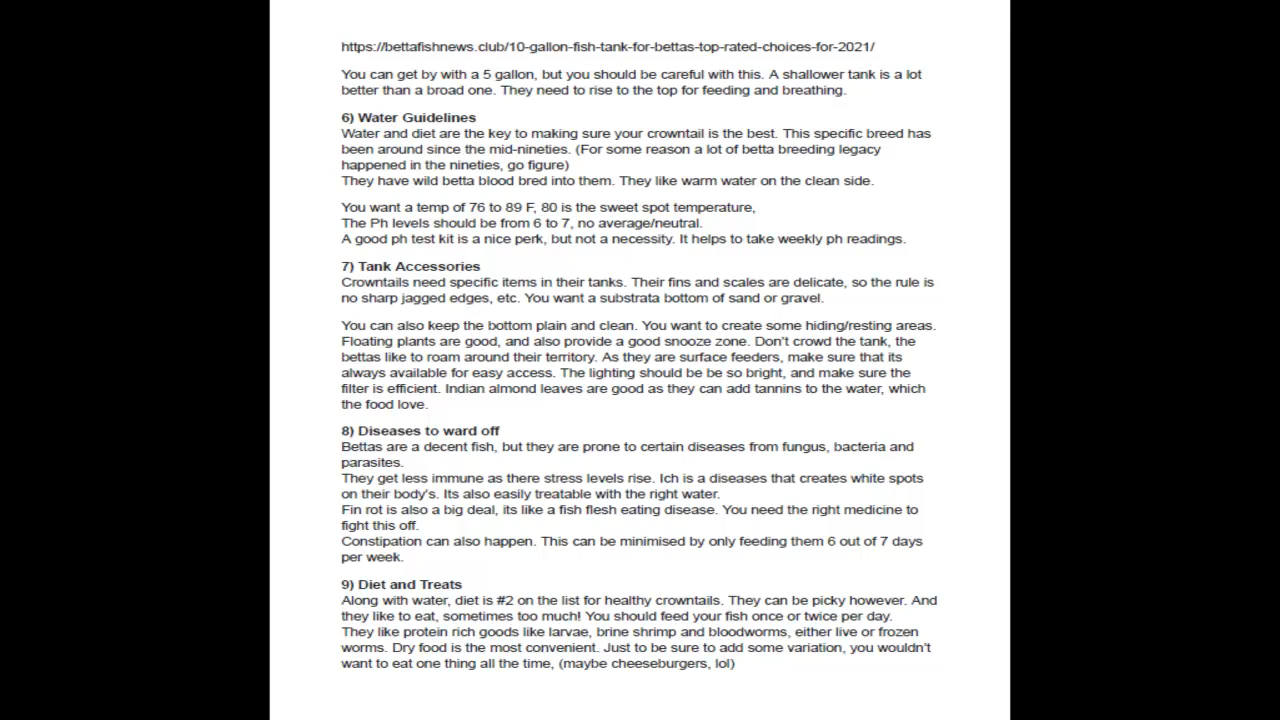 https://bettafishnews.club/10-gallon-fish-tank-for-bettas-top-rated-choices-for-2021/
You can get by with a 5 gallon, but you should be careful with this. A shallower tank is a lot
better than a broad one. They need to rise to the top for feeding and breathing.
6) Water Guidelines
Water and diet are the key to making sure your crowntail is the best. This specific breed has
been around since the mid-nineties. (For some reason a lot of betta breeding legacy
happened in the nineties, go figure)
They have wild betta blood bred into them. They like warm water on the clean side.
You want a temp of 76 to 89 F, 80 is the sweet spot temperature,
The Ph levels should be from 6 to 7, no average/neutral.
A good ph test kit is a nice perk, but not a necessity. It helps to take weekly ph readings.
7) Tank Accessories
Crowntails need specific items in their tanks. Their fins and scales are delicate, so the rule is
no sharp jagged edges, etc. You want a substrata bottom of sand or gravel.
You can also keep the bottom plain and clean. You want to create some hiding/resting areas.
Floating plants are good, and also provide a good snooze zone. Don't crowd the tank, the
bettas like to roam around their territory. As they are surface feeders, make sure that its
always available for easy access. The lighting should be be so bright, and make sure the
filter is efficient. Indian almond leaves are good as they can add tannins to the water, which
the food love.
8) Diseases to ward off
Bettas are a decent fish, but they are prone to certain diseases from fungus, bacteria and
parasites.
They get less immune as there stress levels rise. Ich is a diseases that creates white spots
on their body's. Its also easily treatable with the right water.
Fin rot is also a big deal, its like a fish flesh eating disease. You need the right medicine to
fight this off.
Constipation can also happen. This can be minimised by only feeding them 6 out of 7 days
per week.
9) Diet and Treats
Along with water, diet is #2 on the list for healthy crowntails. They can be picky however. And
they like to eat, sometimes too much! You should feed your fish once or twice per day.
They like protein rich goods like larvae, brine shrimp and bloodworms, either live or frozen
worms. Dry food is the most convenient. Just to be sure to add some variation, you wouldn't
want to eat one thing all the time, (maybe cheeseburgers, lol)